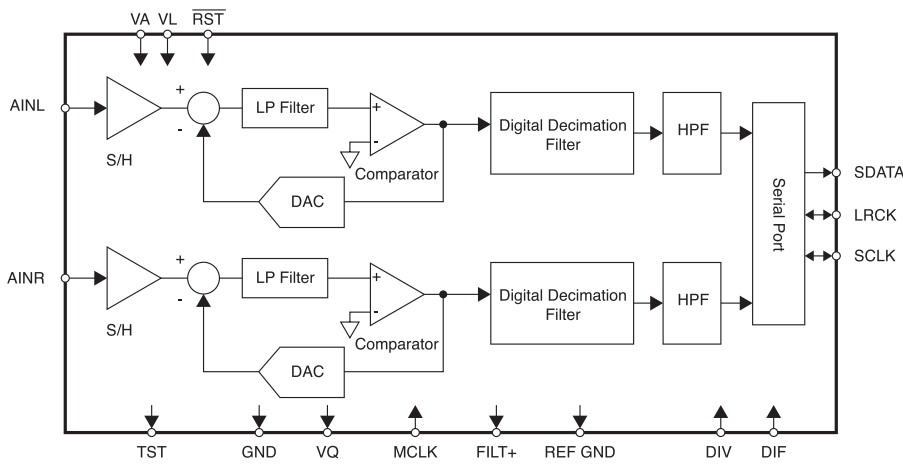 VA VL RST
AINL
+
-
S/H
LP Filter
+
-
Comparator
DAC
Digital Decimation
Filter
HPF
Serial Port
SDATA
LRCK
SCLK
AINR
+
-
S/H
LP Filter
+
-
Comparator
DAC
Digital Decimation
Filter
HPF
TST GND VQ MCLK FILT+ REF GND DIV DIF